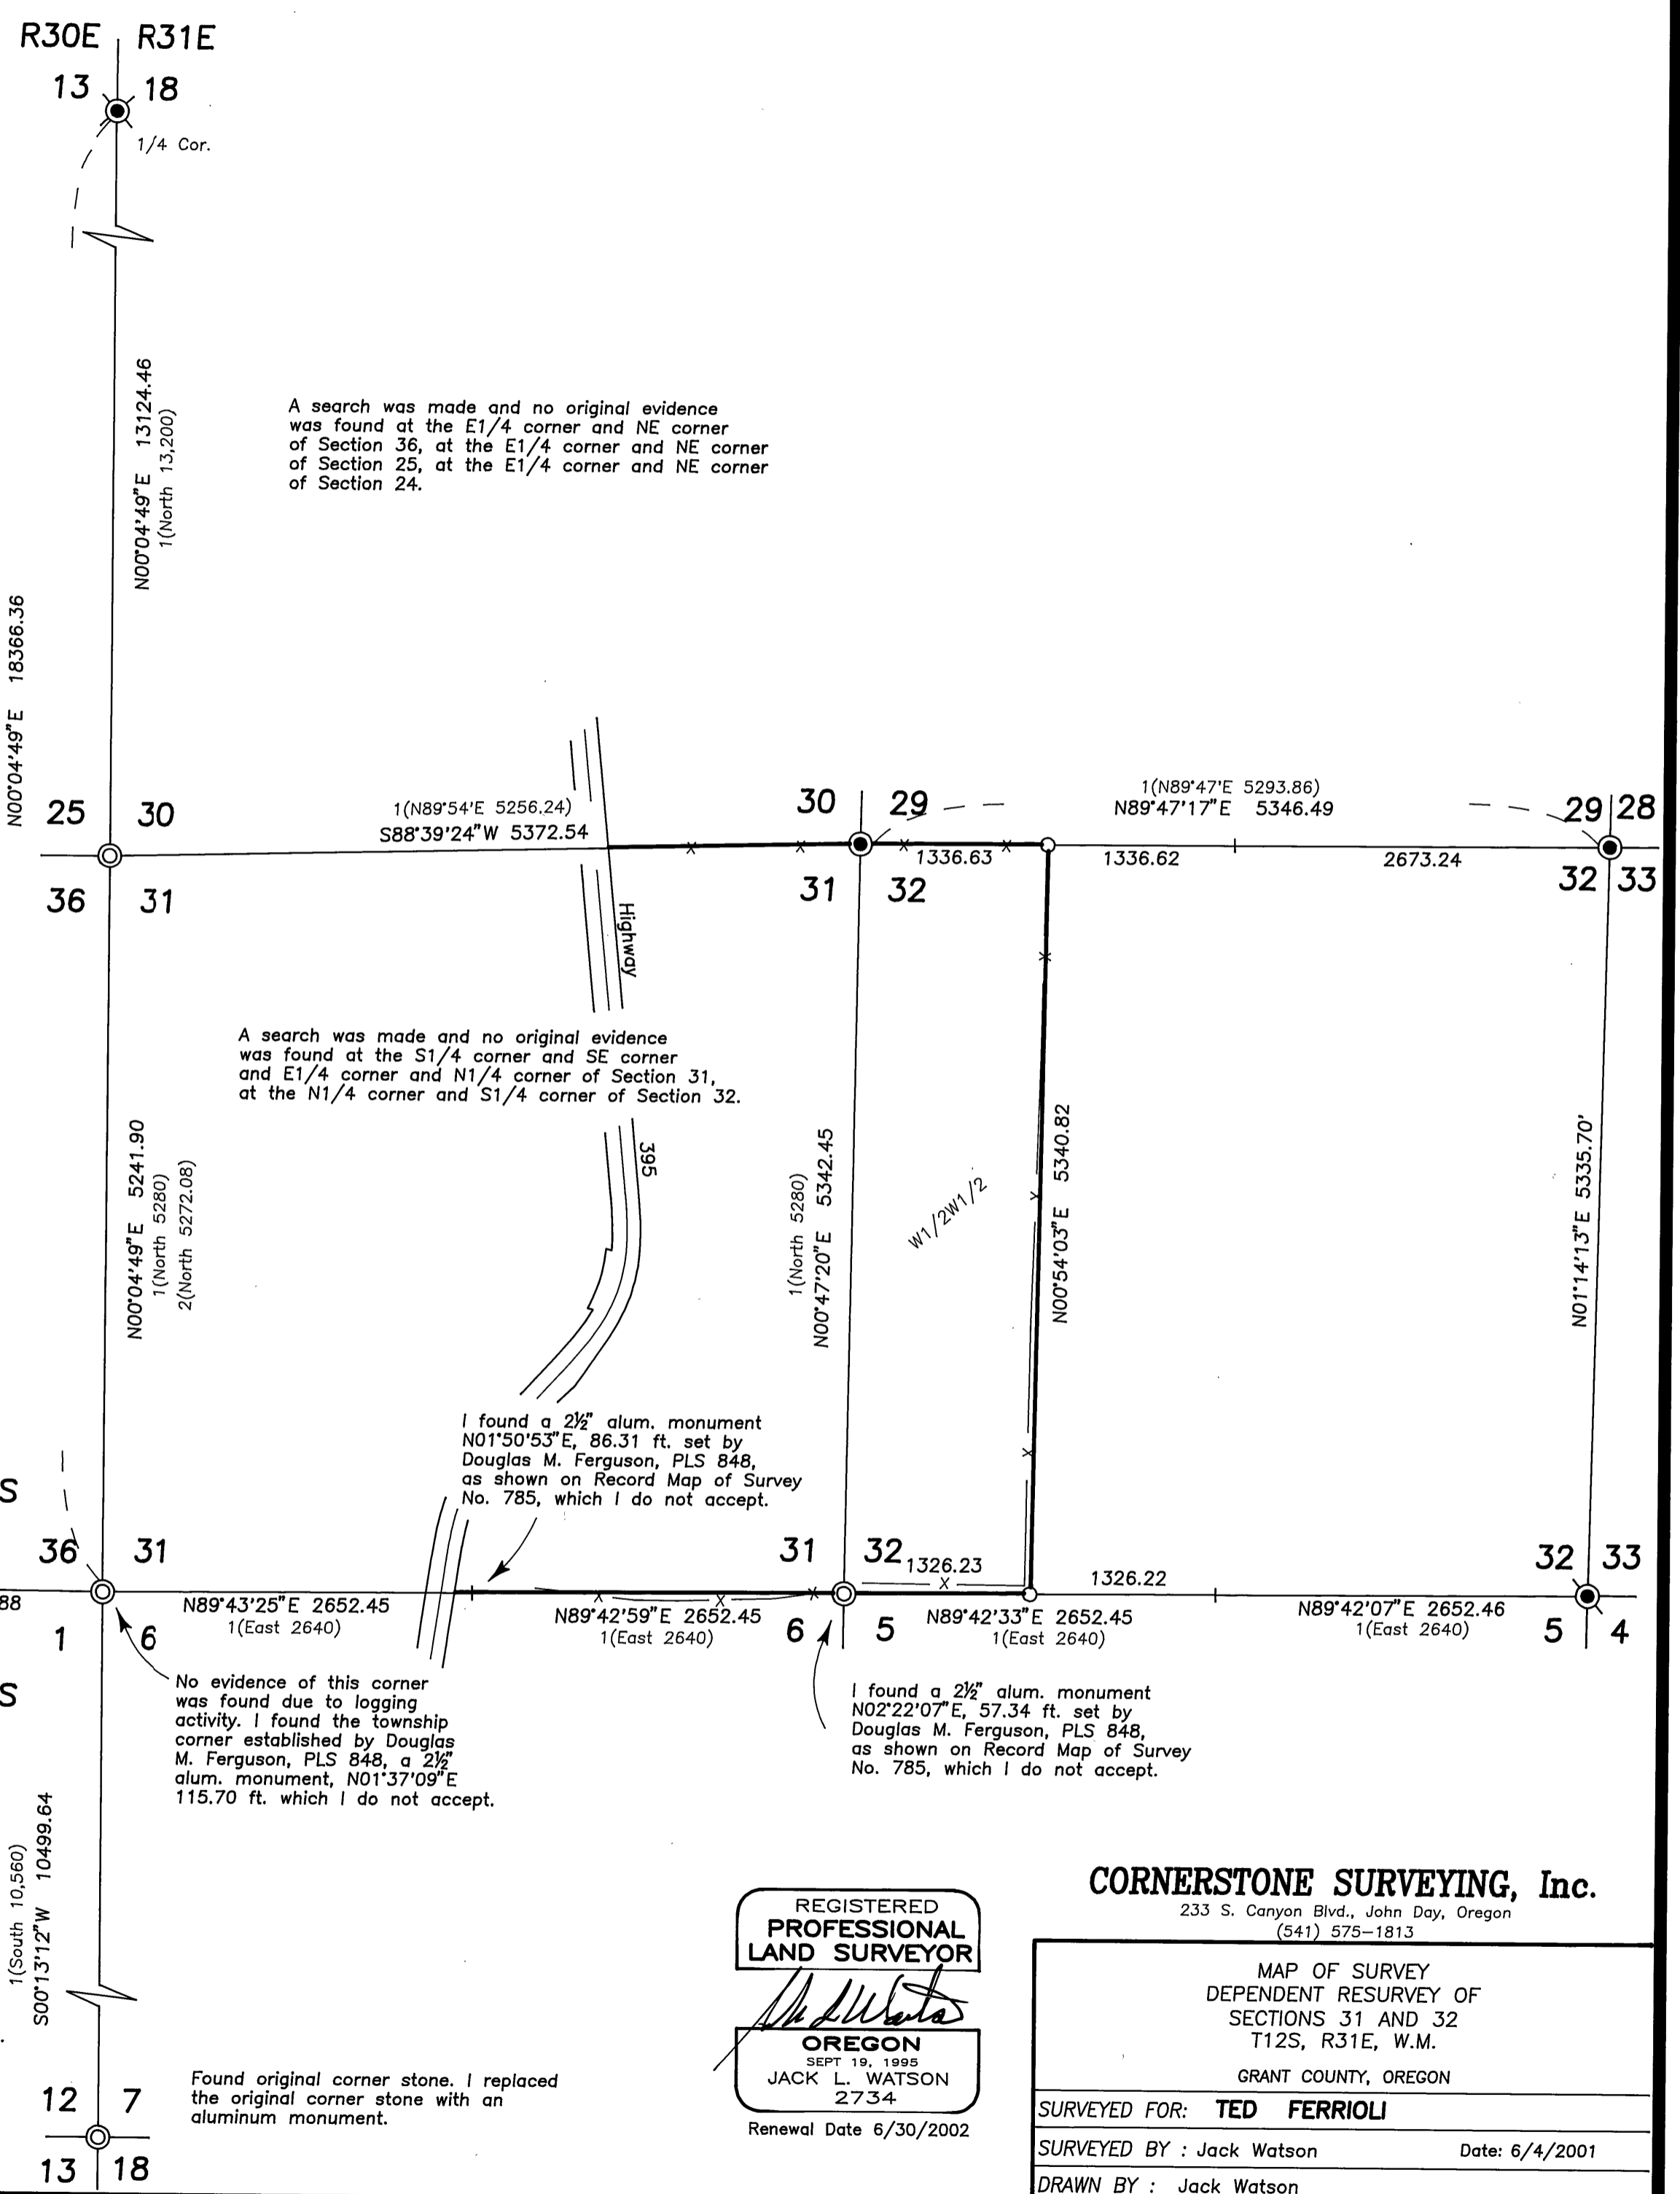 R30E R31E
13 18
1/4 Cor.
N00°04'49"E 13124.46
1(North 13,200)
A search was made and no original evidence
was found at the E1/4 corner and NE corner
of Section 36, at the E1/4 corner and NE corner
of Section 25, at the E1/4 corner and NE corner
of Section 24.
N00°04'49"E 18366.36
25 30
1(N89°54'E 5256.24)
S88°39'24"W 5372.54
30 29
1(N89°47'E 5293.86)
N89°47'17"E 5346.49
29 28
1336.63
1336.62
2673.24
36 31
31 32
32 33
Highway
A search was made and no original evidence
was found at the S1/4 corner and SE corner
and E1/4 corner and N1/4 corner of Section 31,
at the N1/4 corner and S1/4 corner of Section 32.
395
N00°04'49"E 5241.90
1(North 5280)
2(North 5272.08)
1(North 5280)
N00°47'20"E 5342.45
W1/2W1/2
N00°54'03"E 5340.82
N01°14'13"E 5335.70'
I found a 2½" alum. monument
N01°50'53"E, 86.31 ft. set by
Douglas M. Ferguson, PLS 848,
as shown on Record Map of Survey
No. 785, which I do not accept.
S
36 31
31 32
1326.23
1326.22
32 33
88
N89°43'25"E 2652.45
1(East 2640)
N89°42'59"E 2652.45
1(East 2640)
N89°42'33"E 2652.45
1(East 2640)
N89°42'07"E 2652.46
1(East 2640)
1 6
6 5
5 4
S
No evidence of this corner
was found due to logging
activity. I found the township
corner established by Douglas
M. Ferguson, PLS 848, a 2½"
alum. monument, N01°37'09"E
115.70 ft. which I do not accept.
I found a 2½" alum. monument
N02°22'07"E, 57.34 ft. set by
Douglas M. Ferguson, PLS 848,
as shown on Record Map of Survey
No. 785, which I do not accept.
1(South 10,560)
S00°13'12"W 10499.64
Found original corner stone. I replaced
the original corner stone with an
aluminum monument.
12 7
13 18
REGISTERED
PROFESSIONAL
LAND SURVEYOR
OREGON
SEPT 19, 1995
JACK L. WATSON
2734
Renewal Date 6/30/2002
CORNERSTONE SURVEYING, Inc.
233 S. Canyon Blvd., John Day, Oregon
(541) 575-1813
MAP OF SURVEY
DEPENDENT RESURVEY OF
SECTIONS 31 AND 32
T12S, R31E, W.M.
GRANT COUNTY, OREGON
SURVEYED FOR: TED FERRIOLI
SURVEYED BY : Jack Watson Date: 6/4/2001
DRAWN BY : Jack Watson